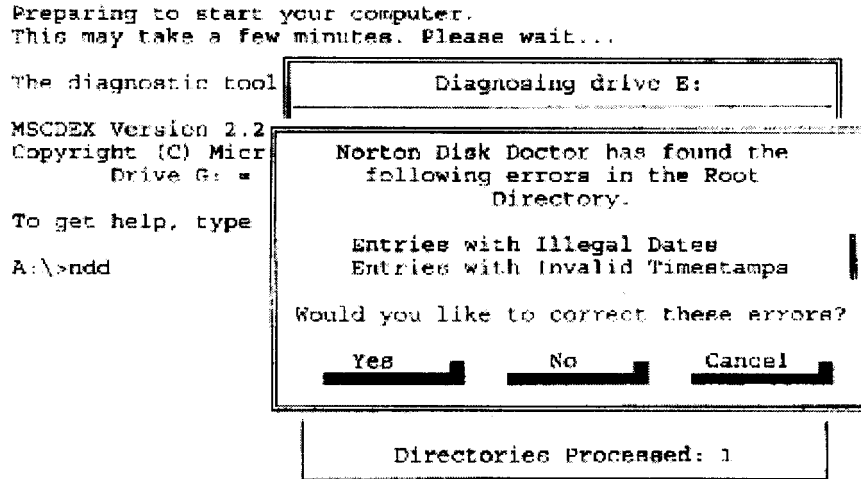 Preparing to start your computer.
This may take a few minutes. Please wait...
The diagnostic tool
Diagnosing drive E:
MSCDEX Version 2.2
Copyright (C) Micr
Drive G: =
To get help, type
A:\>ndd
Norton Disk Doctor has found the
following errors in the Root
Directory.
Entries with Illegal Dates
Entries with Invalid Timestamps
Would you like to correct these errors?
Yes No Cancel
Directories Processed: 1